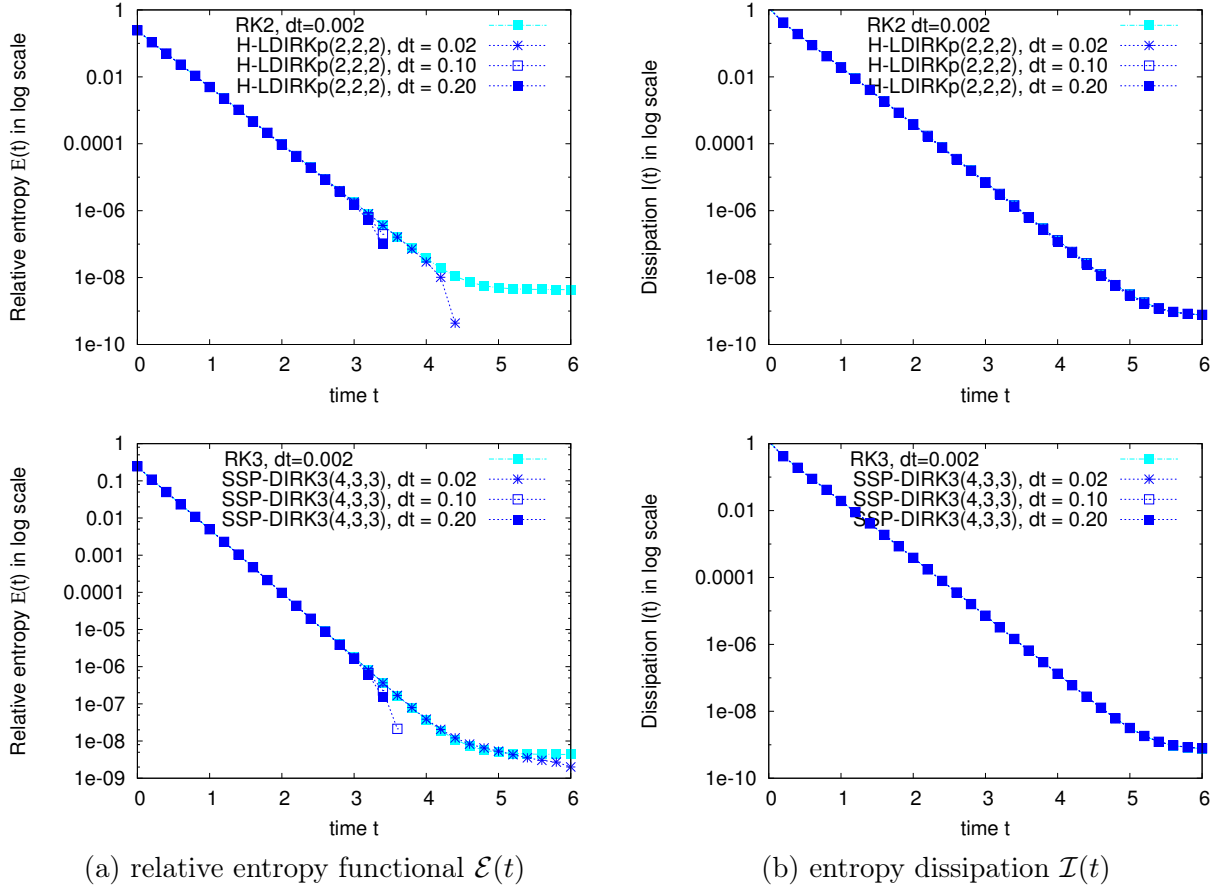 RK2, dt=0.002
H-LDIRKp(2,2,2), dt = 0.02
H-LDIRKp(2,2,2), dt = 0.10
H-LDIRKp(2,2,2), dt = 0.20
Relative entropy E(t) in log scale
1
0.01
0.0001
1e-06
1e-08
1e-10
0 1 2 3 4 5 6
time t
RK2 dt=0.002
H-LDIRKp(2,2,2), dt = 0.02
H-LDIRKp(2,2,2), dt = 0.10
H-LDIRKp(2,2,2), dt = 0.20
Dissipation I(t) in log scale
1
0.01
0.0001
1e-06
1e-08
1e-10
0 1 2 3 4 5 6
time t
RK3, dt=0.002
SSP-DIRK3(4,3,3), dt = 0.02
SSP-DIRK3(4,3,3), dt = 0.10
SSP-DIRK3(4,3,3), dt = 0.20
Relative entropy E(t) in log scale
1
0.1
0.01
0.001
0.0001
1e-05
1e-06
1e-07
1e-08
1e-09
0 1 2 3 4 5 6
time t
RK3, dt=0.002
SSP-DIRK3(4,3,3), dt = 0.02
SSP-DIRK3(4,3,3), dt = 0.10
SSP-DIRK3(4,3,3), dt = 0.20
Dissipation I(t) in log scale
1
0.01
0.0001
1e-06
1e-08
1e-10
0 1 2 3 4 5 6
time t
(a) relative entropy functional ℰ(t)
(b) entropy dissipation ℐ(t)